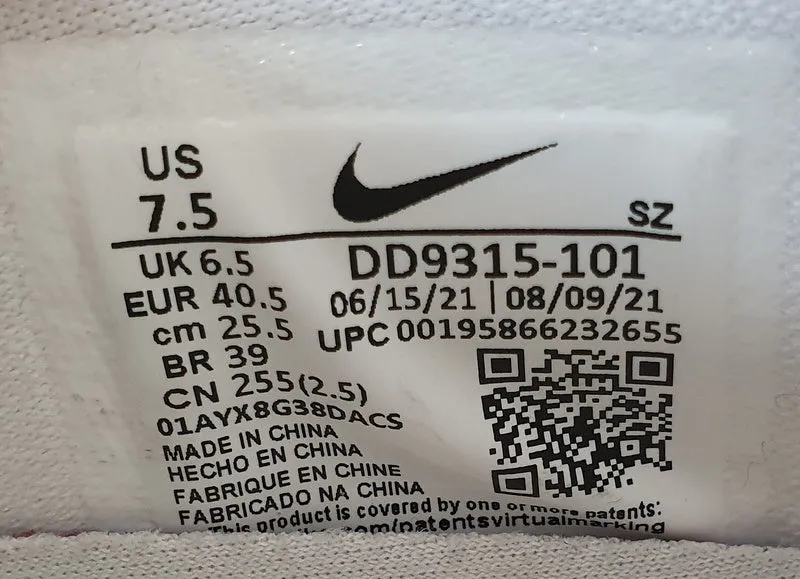 US
7.5
SZ
UK 6.5
DD9315-101
EUR 40.5
06/15/21 | 08/09/21
cm 25.5
UPC 00195866232655
BR 39
CN 255(2.5)
01AYX8G38DACS
MADE IN CHINA
HECHO EN CHINA
FABRIQUE EN CHINE
FABRICADO NA CHINA
This product is covered by one or more patents:
.com/patentsvirtualmarking